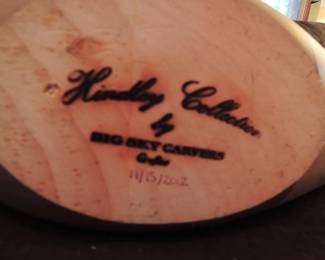 Hindley Collection
by
BIG SKY CARVERS
11/15/2012